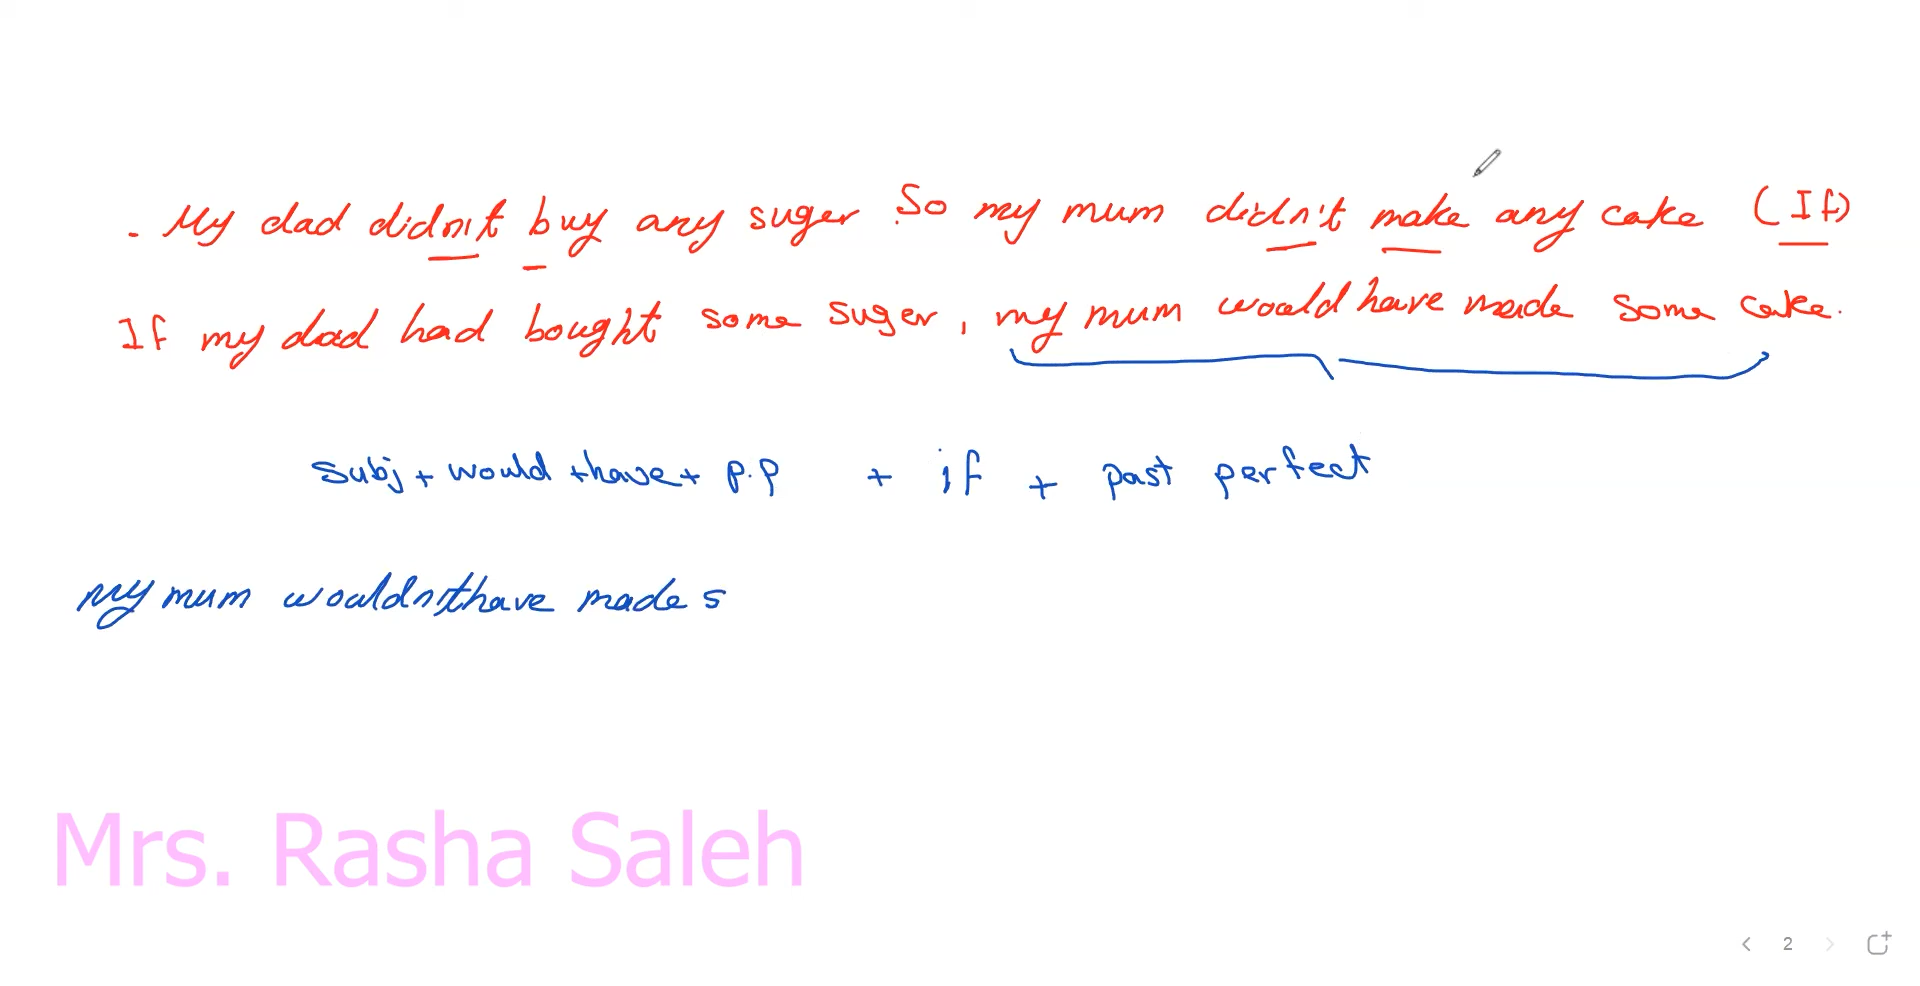 . My dad didn't buy any suger. So my mum didn't make any cake (If)
If my dad had bought some suger, my mum would have made some cake.
subj + would + have + p.p + if + past perfect
My mum wouldn't have made s
Mrs. Rasha Saleh
2